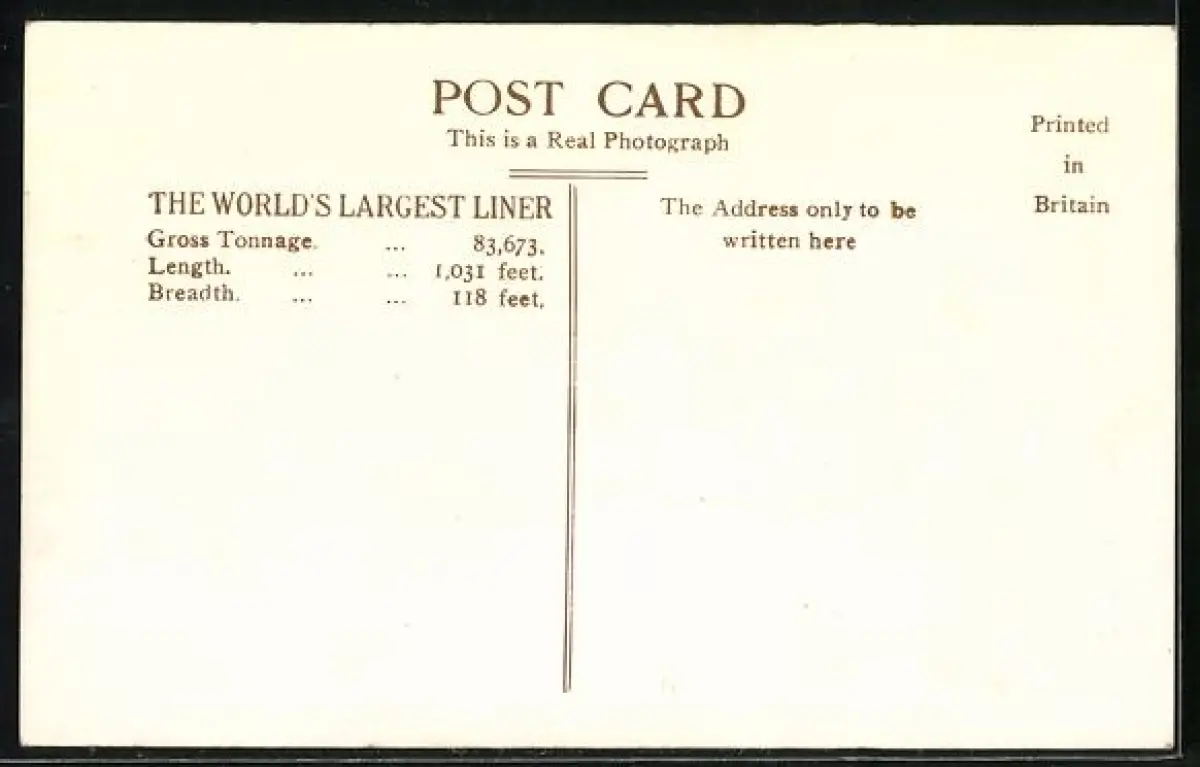 POST CARD
This is a Real Photograph
THE WORLD'S LARGEST LINER
Gross Tonnage. ... 83,673.
Length. ... ... 1,031 feet.
Breadth. ... ... 118 feet.
The Address only to be
written here
Printed
in
Britain